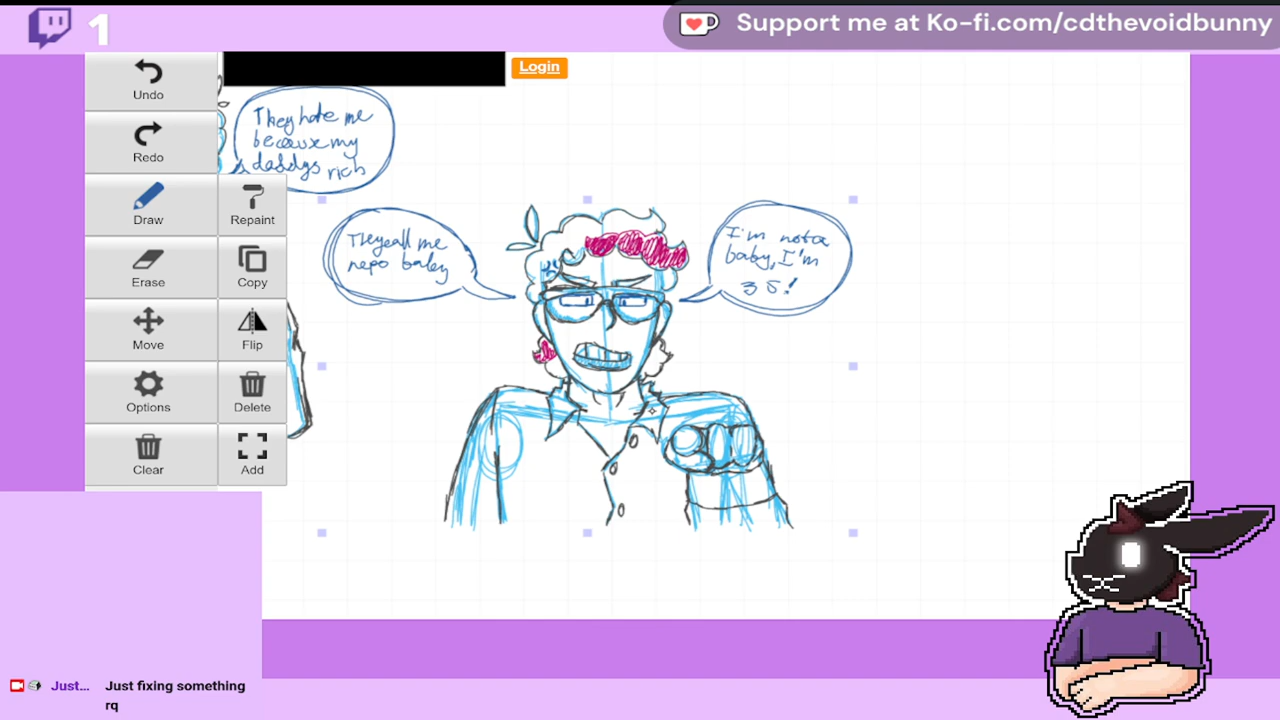 1
Support me at Ko-fi.com/cdthevoidbunny
Login
Undo
Redo
Draw
Repaint
Erase
Copy
Move
Flip
Options
Delete
Clear
Add
They hate me
because my
daddys rich
They call me
nepo baby
I'm not a
baby, I'm
35!
Just... Just fixing something
rq